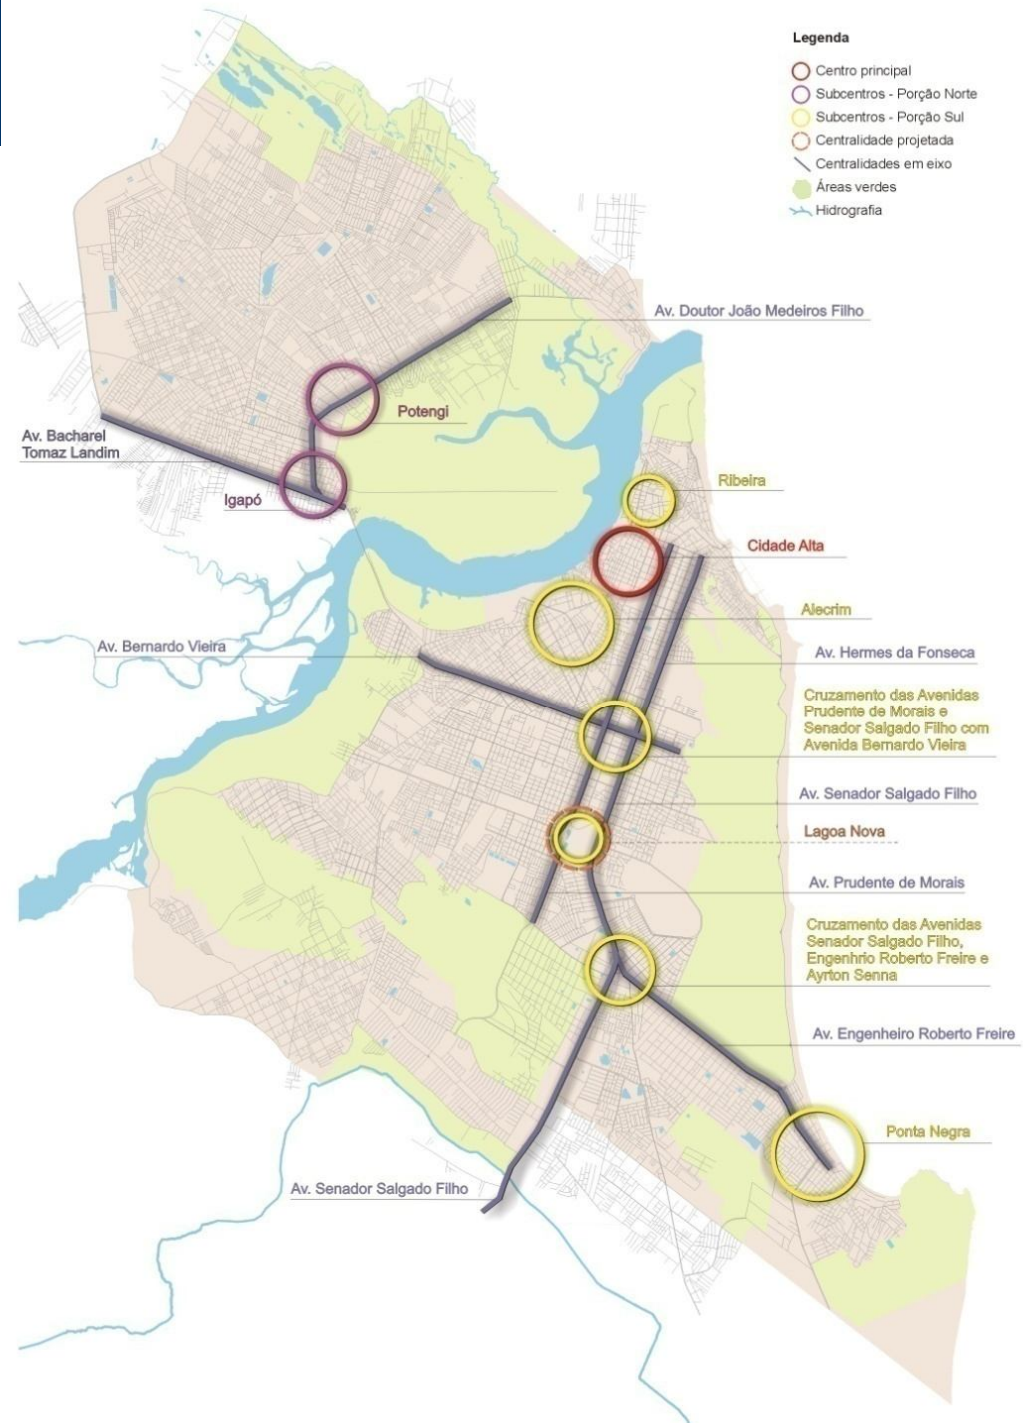 Legenda
Centro principal
Subcentros - Porção Norte
Subcentros - Porção Sul
Centralidade projetada
Centralidades em eixo
Áreas verdes
Hidrografia
Av. Doutor João Medeiros Filho
Potengi
Av. Bacharel
Tomaz Landim
Igapó
Ribeira
Cidade Alta
Alecrim
Av. Bernardo Vieira
Av. Hermes da Fonseca
Cruzamento das Avenidas
Prudente de Morais e
Senador Salgado Filho com
Avenida Bernardo Vieira
Av. Senador Salgado Filho
Lagoa Nova
Av. Prudente de Morais
Cruzamento das Avenidas
Senador Salgado Filho,
Engenhrio Roberto Freire e
Ayrton Senna
Av. Engenheiro Roberto Freire
Ponta Negra
Av. Senador Salgado Filho